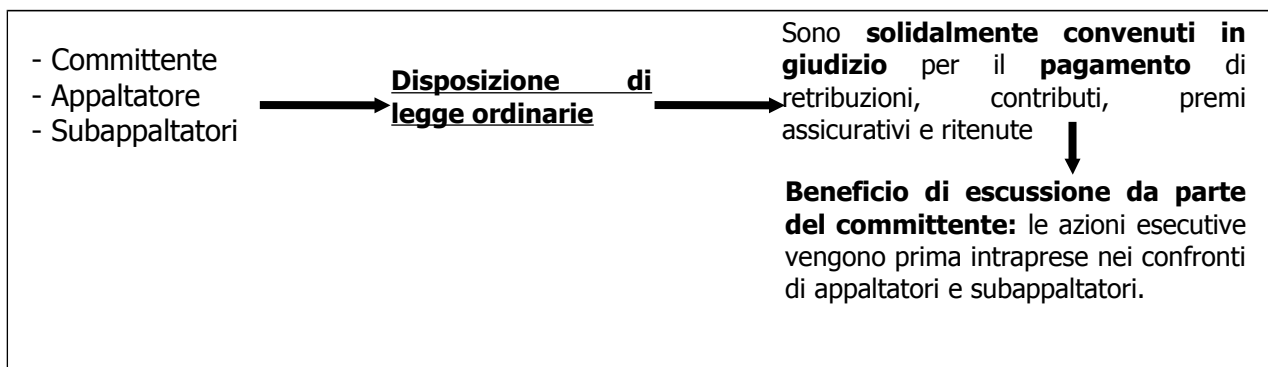 - Committente
- Appaltatore
- Subappaltatori
Disposizione di
legge ordinarie
Sono solidalmente convenuti in
giudizio per il pagamento di
retribuzioni, contributi, premi
assicurativi e ritenute
Beneficio di escussione da parte
del committente: le azioni esecutive
vengono prima intraprese nei confronti
di appaltatori e subappaltatori.